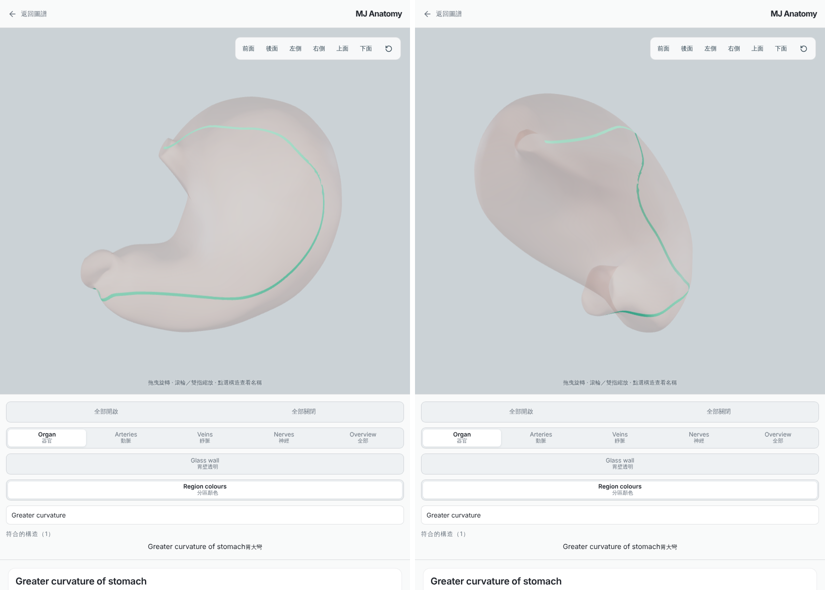 返回圖譜
MJ Anatomy
前面 後面 左側 右側 上面 下面
拖曳旋轉 · 滾輪／雙指縮放 · 點選構造查看名稱
全部開啟 全部關閉
Organ Arteries Veins Nerves Overview
器官 動脈 靜脈 神經 全部
Glass wall
胃壁透明
Region colours
分區顏色
Greater curvature
符合的構造（1）
Greater curvature of stomach胃大彎
Greater curvature of stomach
返回圖譜
MJ Anatomy
前面 後面 左側 右側 上面 下面
拖曳旋轉 · 滾輪／雙指縮放 · 點選構造查看名稱
全部開啟 全部關閉
Organ Arteries Veins Nerves Overview
器官 動脈 靜脈 神經 全部
Glass wall
胃壁透明
Region colours
分區顏色
Greater curvature
符合的構造（1）
Greater curvature of stomach胃大彎
Greater curvature of stomach